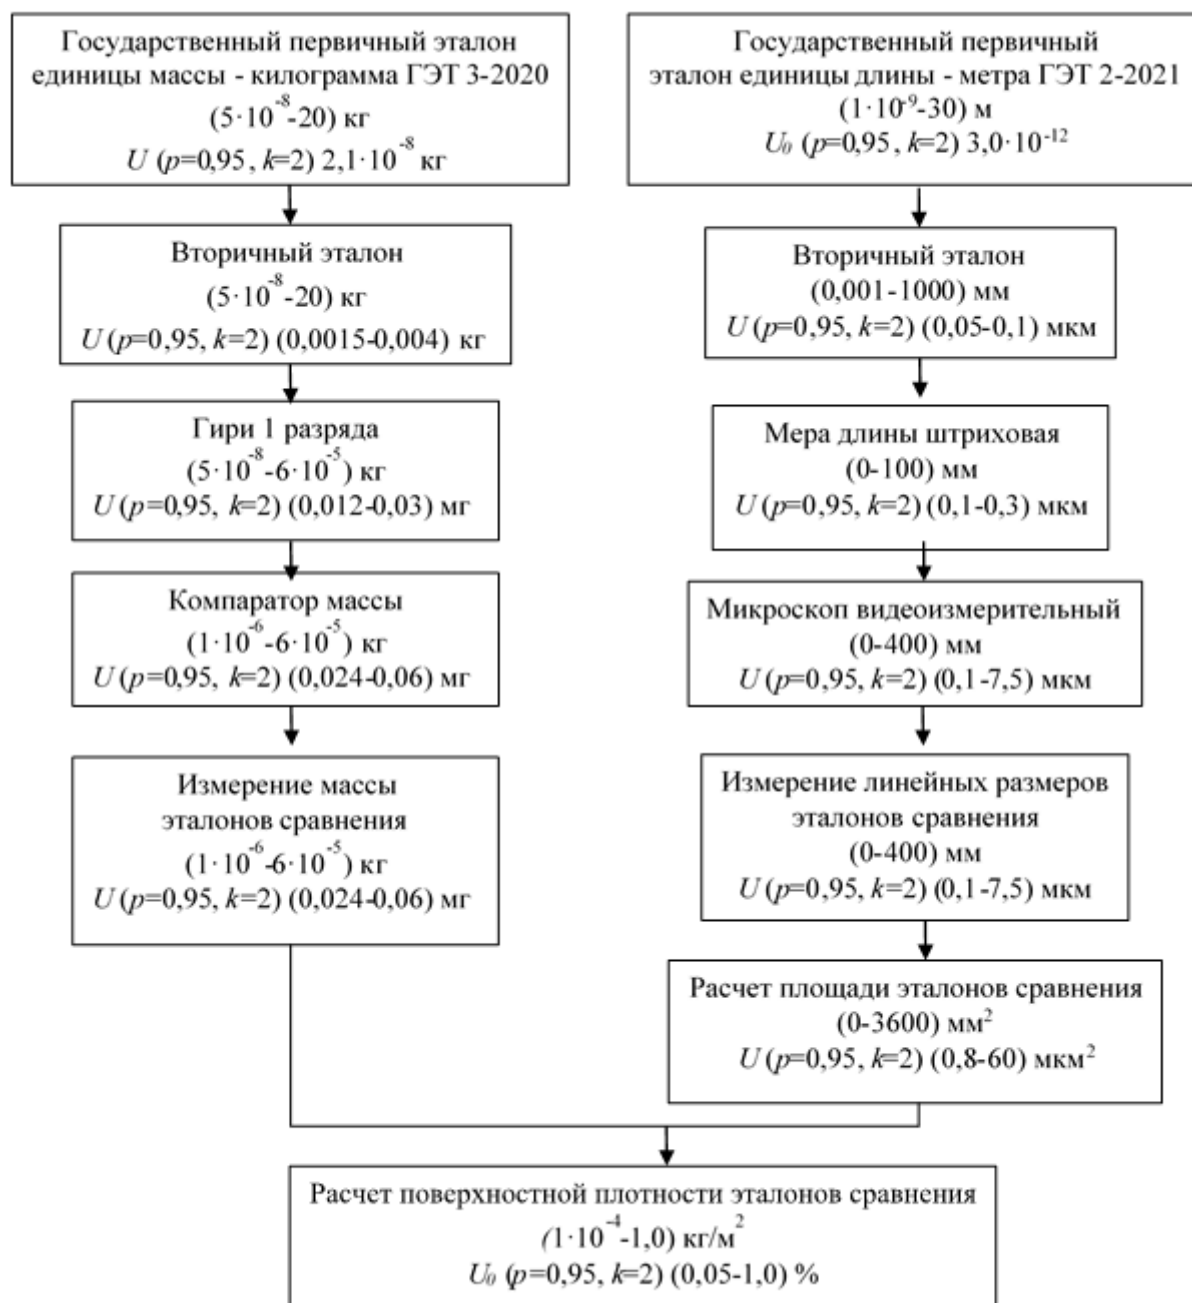 Государственный первичный эталон
единицы массы - килограмма ГЭТ 3-2020
(5·10⁻⁸-20) кг
U (p=0,95, k=2) 2,1·10⁻⁸ кг
Вторичный эталон
(5·10⁻⁸-20) кг
U (p=0,95, k=2) (0,0015-0,004) кг
Гири 1 разряда
(5·10⁻⁸-6·10⁻⁵) кг
U (p=0,95, k=2) (0,012-0,03) мг
Компаратор массы
(1·10⁻⁶-6·10⁻⁵) кг
U (p=0,95, k=2) (0,024-0,06) мг
Измерение массы
эталонов сравнения
(1·10⁻⁶-6·10⁻⁵) кг
U (p=0,95, k=2) (0,024-0,06) мг
Государственный первичный
эталон единицы длины - метра ГЭТ 2-2021
(1·10⁻⁹-30) м
U₀ (p=0,95, k=2) 3,0·10⁻¹²
Вторичный эталон
(0,001-1000) мм
U (p=0,95, k=2) (0,05-0,1) мкм
Мера длины штриховая
(0-100) мм
U (p=0,95, k=2) (0,1-0,3) мкм
Микроскоп видеоизмерительный
(0-400) мм
U (p=0,95, k=2) (0,1-7,5) мкм
Измерение линейных размеров
эталонов сравнения
(0-400) мм
U (p=0,95, k=2) (0,1-7,5) мкм
Расчет площади эталонов сравнения
(0-3600) мм²
U (p=0,95, k=2) (0,8-60) мкм²
Расчет поверхностной плотности эталонов сравнения
(1·10⁻⁴-1,0) кг/м²
U₀ (p=0,95, k=2) (0,05-1,0) %